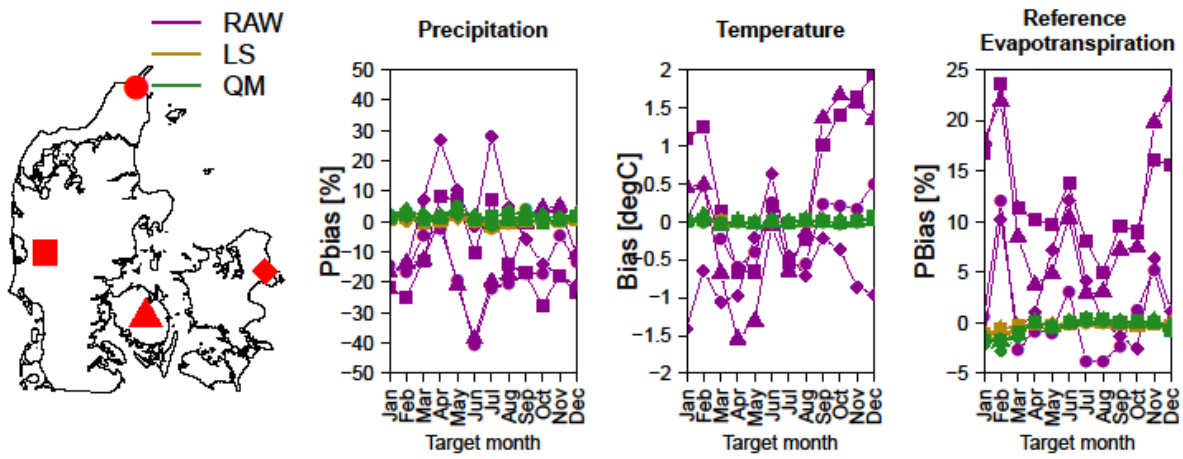 RAW
LS
QM
Precipitation
Pbias [%]
50
40
30
20
10
0
−10
−20
−30
−40
−50
Jan
Feb
Mar
Apr
May
Jun
Jul
Aug
Sep
Oct
Nov
Dec
Target month
Temperature
Bias [degC]
2
1.5
1
0.5
0
−0.5
−1
−1.5
−2
Jan
Feb
Mar
Apr
May
Jun
Jul
Aug
Sep
Oct
Nov
Dec
Target month
Reference
Evapotranspiration
PBias [%]
25
20
15
10
5
0
−5
Jan
Feb
Mar
Apr
May
Jun
Jul
Aug
Sep
Oct
Nov
Dec
Target month